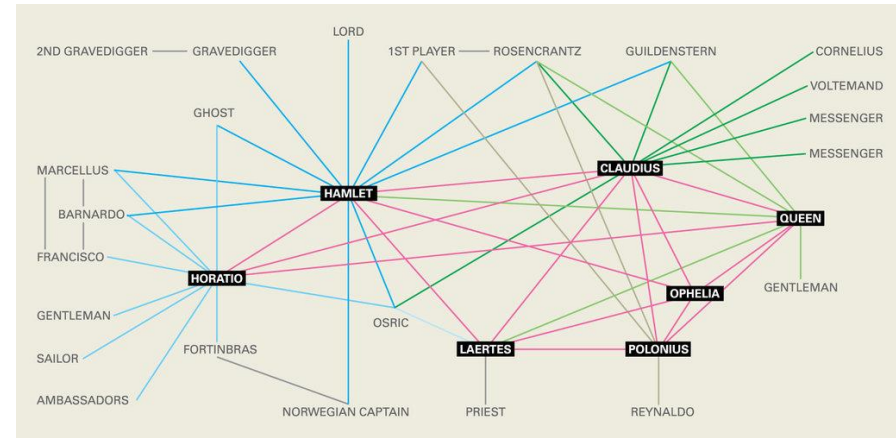 LORD
2ND GRAVEDIGGER
GRAVEDIGGER
1ST PLAYER
ROSENCRANTZ
GUILDENSTERN
CORNELIUS
VOLTEMAND
GHOST
MESSENGER
MESSENGER
MARCELLUS
CLAUDIUS
HAMLET
BARNARDO
QUEEN
FRANCISCO
HORATIO
OPHELIA
GENTLEMAN
GENTLEMAN
OSRIC
FORTINBRAS
LAERTES
POLONIUS
SAILOR
AMBASSADORS
NORWEGIAN CAPTAIN
PRIEST
REYNALDO